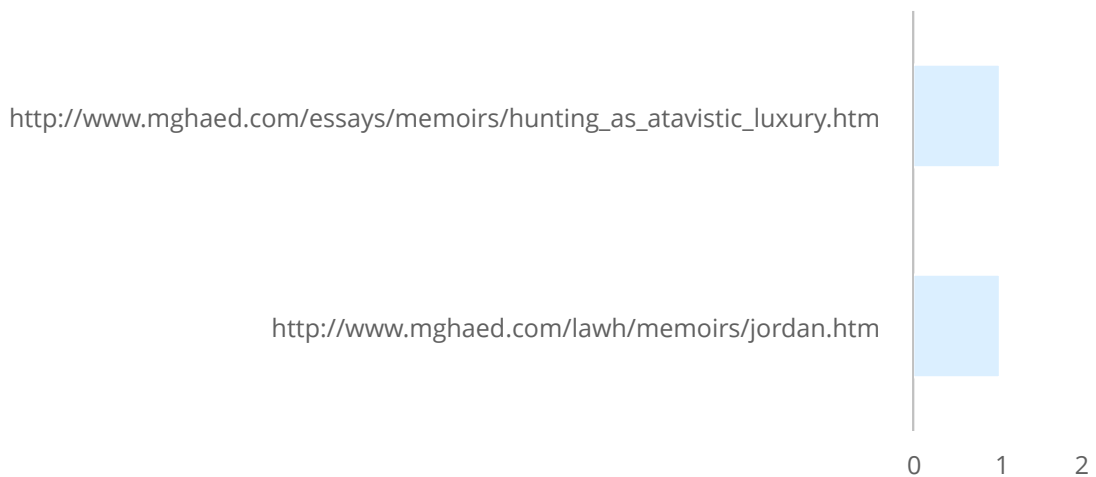 http://www.mghaed.com/essays/memoirs/hunting_as_atavistic_luxury.htm
http://www.mghaed.com/lawh/memoirs/jordan.htm
0 1 2